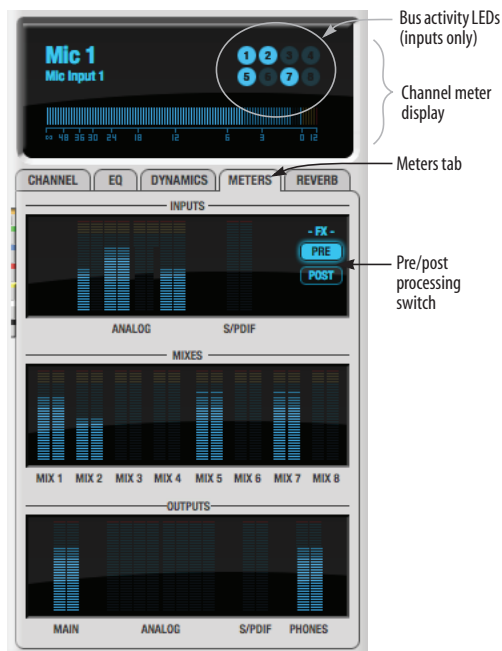 Bus activity LEDs
(inputs only)
Mic 1
Mic Input 1
1 2 3 4
5 6 7 8
Channel meter
display
∞ 48 36 30 24 18 12 6 3 0 12
Meters tab
CHANNEL EQ DYNAMICS METERS REVERB
INPUTS
- FX -
PRE
POST
Pre/post
processing
switch
ANALOG S/PDIF
MIXES
MIX 1 MIX 2 MIX 3 MIX 4 MIX 5 MIX 6 MIX 7 MIX 8
OUTPUTS
MAIN ANALOG S/PDIF PHONES